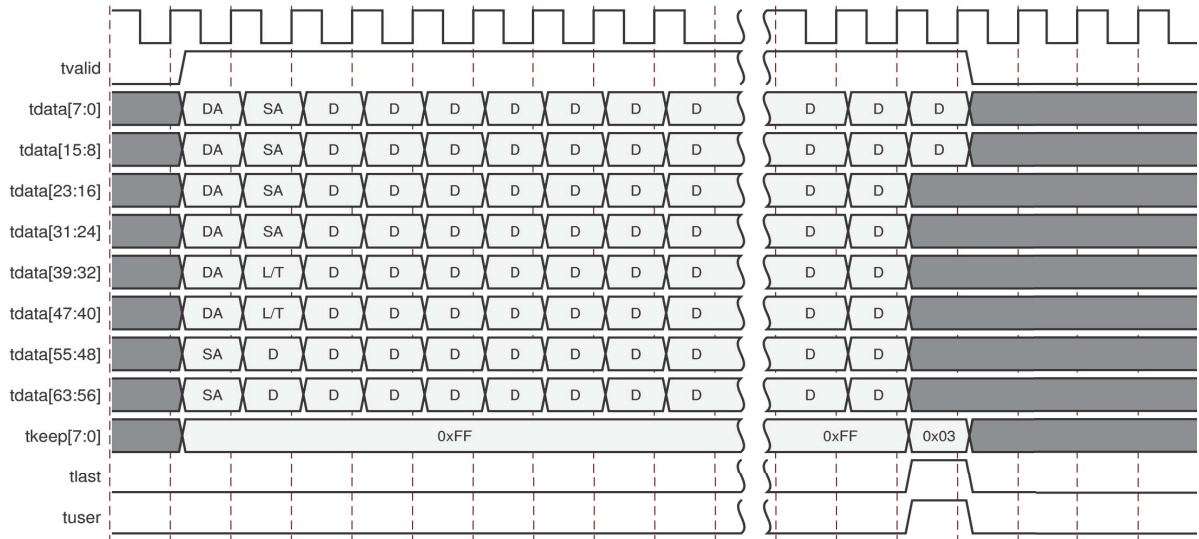 tvalid
tdata[7:0] DA SA D D D D D D D D D D
tdata[15:8] DA SA D D D D D D D D D D
tdata[23:16] DA SA D D D D D D D D D
tdata[31:24] DA SA D D D D D D D D D
tdata[39:32] DA L/T D D D D D D D D D
tdata[47:40] DA L/T D D D D D D D D D
tdata[55:48] SA D D D D D D D D D D
tdata[63:56] SA D D D D D D D D D D
tkeep[7:0] 0xFF 0xFF 0x03
tlast
tuser